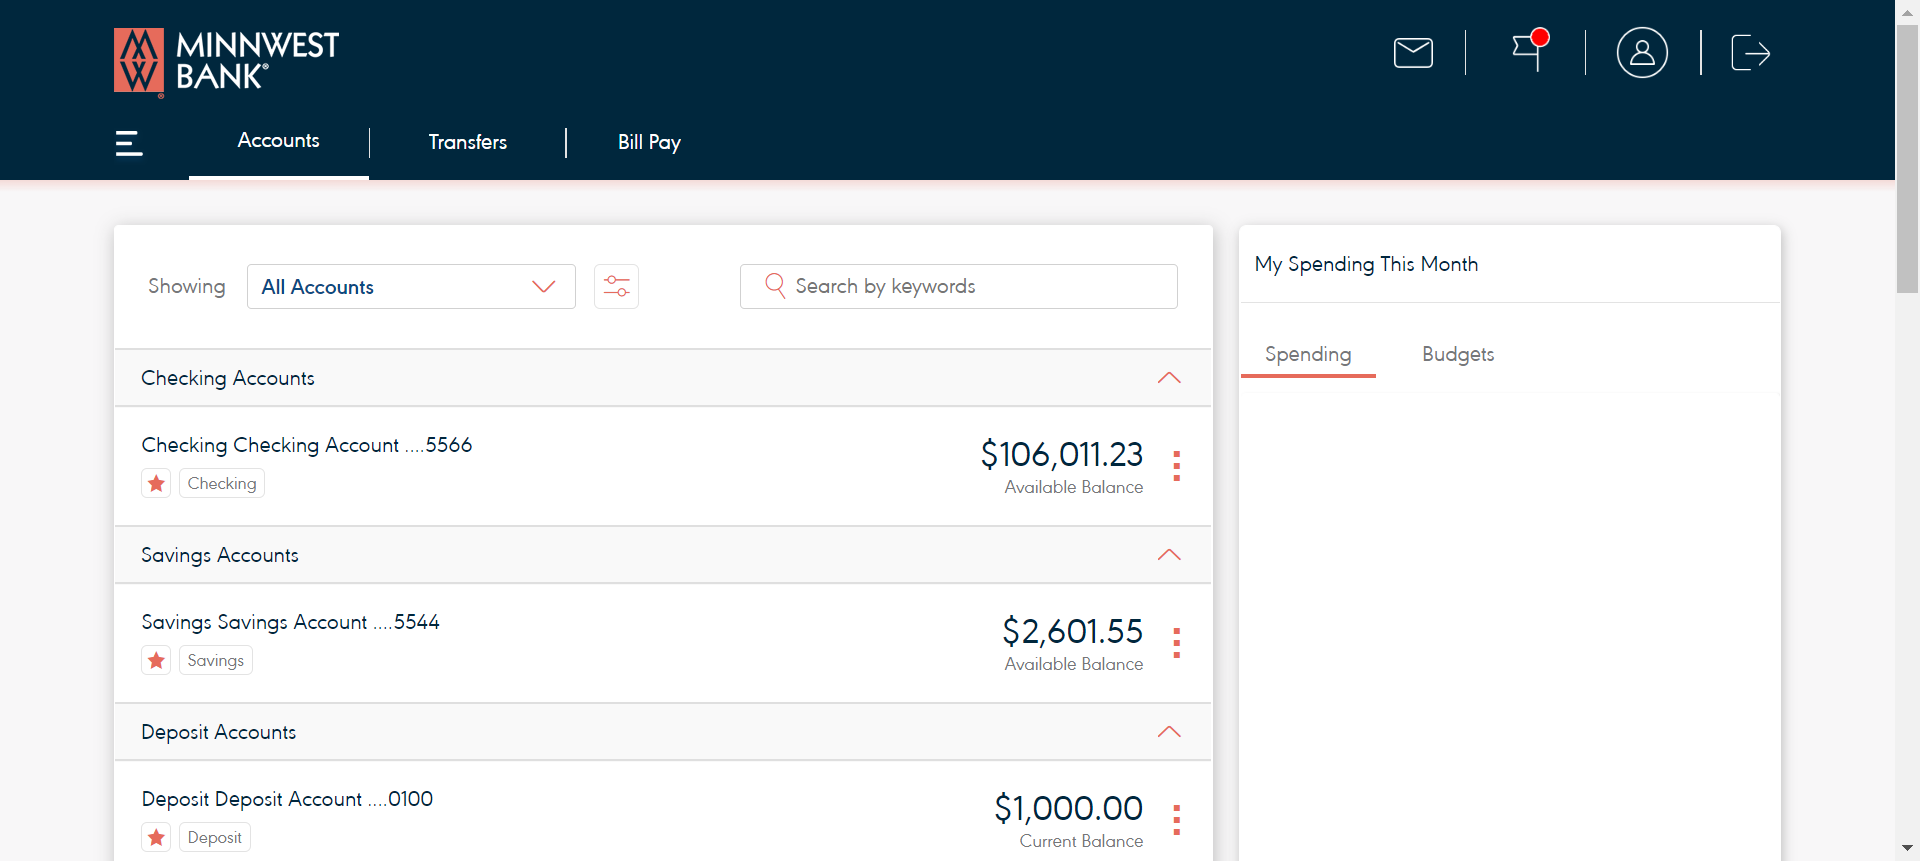 MINNWEST
BANK®
Accounts
Transfers
Bill Pay
Showing
All Accounts
Search by keywords
Checking Accounts
Checking Checking Account ....5566
$106,011.23
Checking
Available Balance
Savings Accounts
Savings Savings Account ....5544
$2,601.55
Savings
Available Balance
Deposit Accounts
Deposit Deposit Account ....0100
$1,000.00
Deposit
Current Balance
My Spending This Month
Spending
Budgets